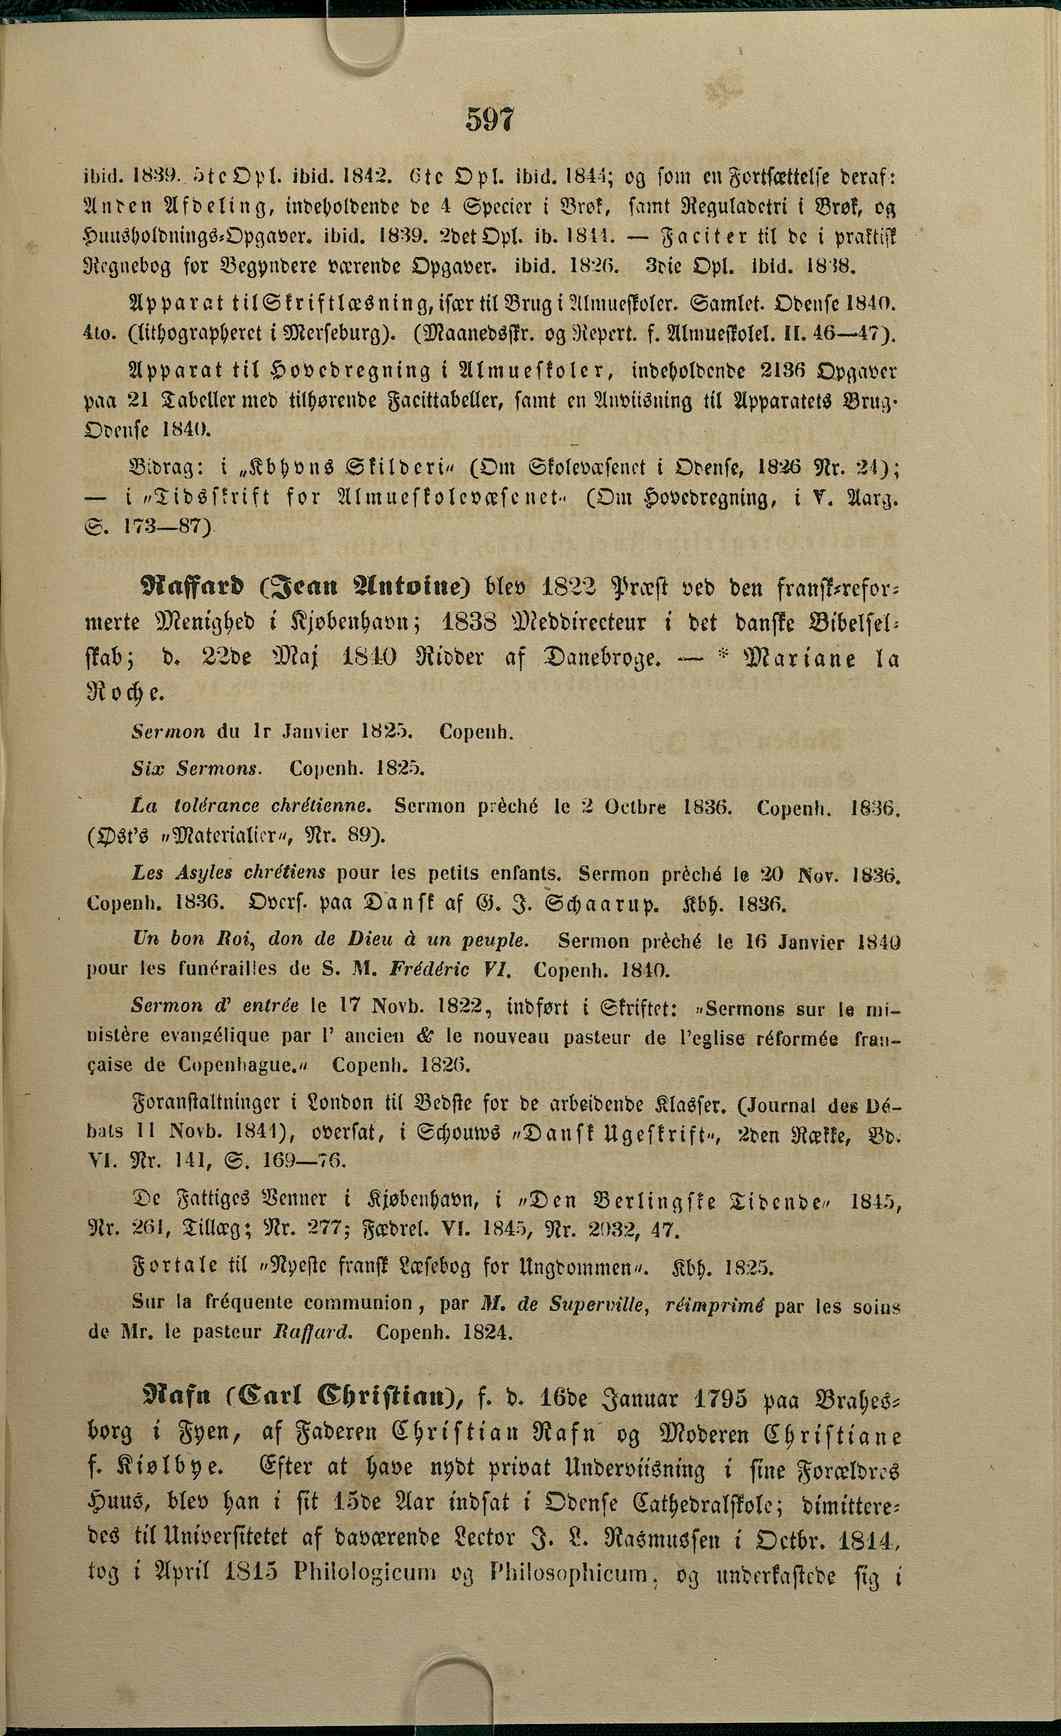 597
ibid. 1839. 5te Opl. ibid. 1842. 6te Opl. ibid. 1844; og som en Fortsættelse deraf:
Anden Afdeling, indeholdende de 4 Specier i Brøk, samt Reguladetri i Brøk, og
Huusholdnings-Opgaver. ibid. 1839. 2det Opl. ib. 1841. — Faciter til de i praktisk
Regnebog for Begyndere værende Opgaver. ibid. 1826. 3die Opl. ibid. 1838.
Apparat til Skriftlæsning, især til Brug i Almueskoler. Samlet. Odense 1840.
4to. (lithographeret i Merseburg). (Maanedsskr. og Repert. f. Almueskolel. II. 46—47).
Apparat til Hovedregning i Almueskoler, indeholdende 2136 Opgaver
paa 21 Tabeller med tilhørende Facittabeller, samt en Anviisning til Apparatets Brug.
Odense 1840.
Bidrag: i „Kbhvns Skilderi" (Om Skolevæsenet i Odense, 1826 Nr. 24);
— i "Tidsskrift for Almueskolevæsenet" (Om Hovedregning, i V. Aarg.
S. 173—87)
Raffard (Jean Antoine) blev 1822 Præst ved den fransk-refor-
merte Menighed i Kjøbenhavn; 1838 Meddirecteur i det danske Bibelsel-
skab; d. 22de Maj 1840 Ridder af Danebroge. — * Mariane la
Roche.
Sermon du 1r Janvier 1825. Copenh.
Six Sermons. Copenh. 1825.
La tolérance chrétienne. Sermon prèché le 2 Octbre 1836. Copenh. 1836.
(Øst's "Materialier", Nr. 89).
Les Asyles chrétiens pour les petits enfants. Sermon prèché le 20 Nov. 1836.
Copenh. 1836. Overs. paa Dansk af G. J. Schaarup. Kbh. 1836.
Un bon Roi, don de Dieu à un peuple. Sermon prèché le 16 Janvier 1840
pour les funérailles de S. M. Frédéric VI. Copenh. 1840.
Sermon d' entrée le 17 Novb. 1822, indført i Skriftet: "Sermons sur le mi-
nistère evangélique par l' ancien & le nouveau pasteur de l'eglise réformée fran-
çaise de Copenhague." Copenh. 1826.
Foranstaltninger i London til Bedste for de arbeidende Klasser. (Journal des Dé-
bats 11 Novb. 1841), oversat, i Schouws "Dansk Ugeskrift", 2den Række, Bd.
VI. Nr. 141, S. 169—76.
De Fattiges Venner i Kjøbenhavn, i "Den Berlingske Tidende" 1845,
Nr. 261, Tillæg; Nr. 277; Fædrel. VI. 1845, Nr. 2032, 47.
Fortale til "Nyeste fransk Læsebog for Ungdommen". Kbh. 1825.
Sur la fréquente communion, par M. de Superville, réimprimé par les soins
de Mr. le pasteur Raffard. Copenh. 1824.
Rafn (Carl Christian), f. d. 16de Januar 1795 paa Brahes-
borg i Fyen, af Faderen Christian Rafn og Moderen Christiane
f. Kiølbye. Efter at have nydt privat Underviisning i sine Forældres
Huus, blev han i sit 15de Aar indsat i Odense Cathedralskole; dimittere-
des til Universitetet af daværende Lector J. L. Rasmussen i Octbr. 1814,
tog i April 1815 Philologicum og Philosophicum, og underkastede sig i